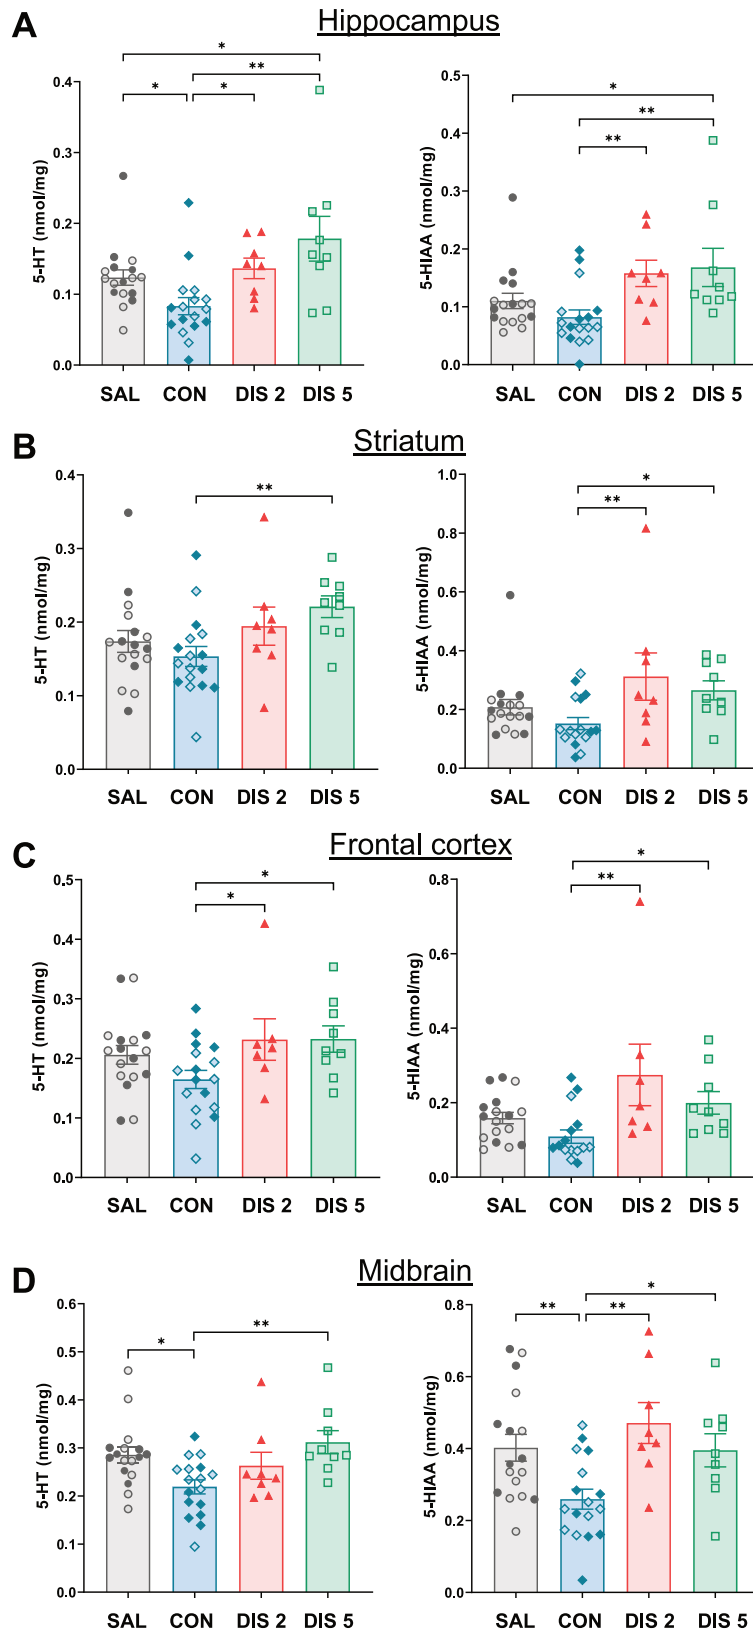 A
Hippocampus
*
**
*
*
0.4
0.3
0.2
0.1
0.0
5-HT (nmol/mg)
SAL CON DIS 2 DIS 5
*
**
**
0.5
0.4
0.3
0.2
0.1
0.0
5-HIAA (nmol/mg)
SAL CON DIS 2 DIS 5
B
Striatum
**
0.4
0.3
0.2
0.1
0.0
5-HT (nmol/mg)
SAL CON DIS 2 DIS 5
*
**
1.0
0.8
0.6
0.4
0.2
0.0
5-HIAA (nmol/mg)
SAL CON DIS 2 DIS 5
C
Frontal cortex
*
*
0.5
0.4
0.3
0.2
0.1
0.0
5-HT (nmol/mg)
SAL CON DIS 2 DIS 5
*
**
0.8
0.6
0.4
0.2
0.0
5-HIAA (nmol/mg)
SAL CON DIS 2 DIS 5
D
Midbrain
**
*
0.6
0.5
0.4
0.3
0.2
0.1
0.0
5-HT (nmol/mg)
SAL CON DIS 2 DIS 5
*
** **
0.8
0.6
0.4
0.2
0.0
5-HIAA (nmol/mg)
SAL CON DIS 2 DIS 5